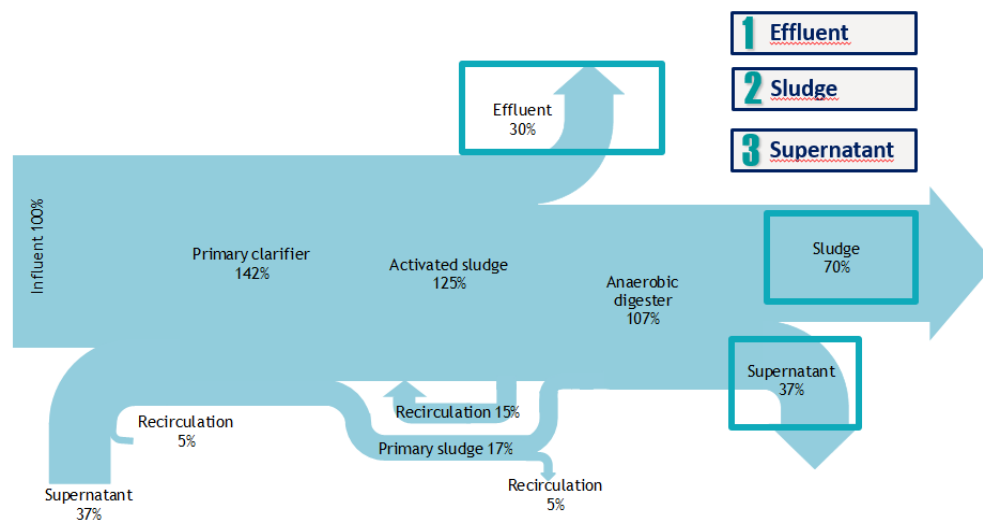 1 Effluent
2 Sludge
3 Supernatant
Effluent
30%
Influent 100%
Primary clarifier
142%
Activated sludge
125%
Anaerobic
digester
107%
Sludge
70%
Supernatant
37%
Recirculation
5%
Recirculation 15%
Primary sludge 17%
Recirculation
5%
Supernatant
37%